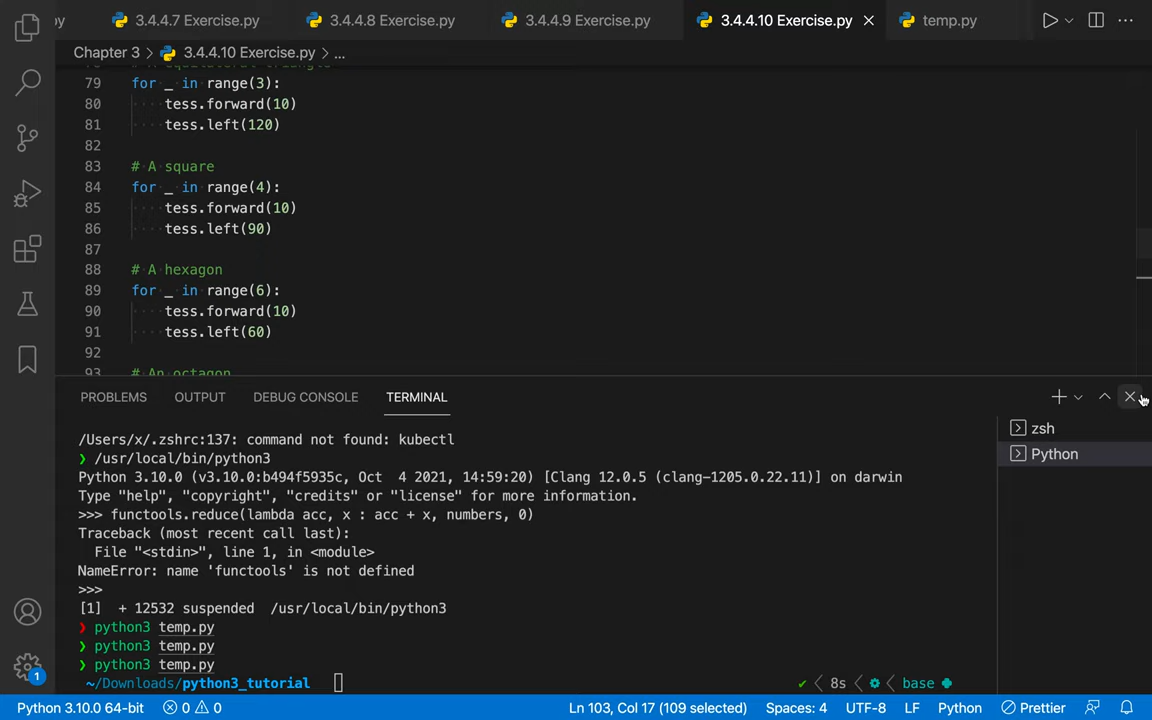 3.4.4.7 Exercise.py
3.4.4.8 Exercise.py
3.4.4.9 Exercise.py
3.4.4.10 Exercise.py
temp.py
Chapter 3 > 3.4.4.10 Exercise.py > ...
# A equilateral triangle
79 for _ in range(3):
80 tess.forward(10)
81 tess.left(120)
82
83 # A square
84 for _ in range(4):
85 tess.forward(10)
86 tess.left(90)
87
88 # A hexagon
89 for _ in range(6):
90 tess.forward(10)
91 tess.left(60)
92
93 # An octagon
PROBLEMS OUTPUT DEBUG CONSOLE TERMINAL
/Users/x/.zshrc:137: command not found: kubectl
❯ /usr/local/bin/python3
Python 3.10.0 (v3.10.0:b494f5935c, Oct  4 2021, 14:59:20) [Clang 12.0.5 (clang-1205.0.22.11)] on darwin
Type "help", "copyright", "credits" or "license" for more information.
>>> functools.reduce(lambda acc, x : acc + x, numbers, 0)
Traceback (most recent call last):
File "<stdin>", line 1, in <module>
NameError: name 'functools' is not defined
>>>
[1]  + 12532 suspended  /usr/local/bin/python3
❯ python3 temp.py
❯ python3 temp.py
❯ python3 temp.py
~/Downloads/python3_tutorial
✔ < 8s < base
zsh
Python
1
Python 3.10.0 64-bit 0 0 Ln 103, Col 17 (109 selected) Spaces: 4 UTF-8 LF Python Prettier